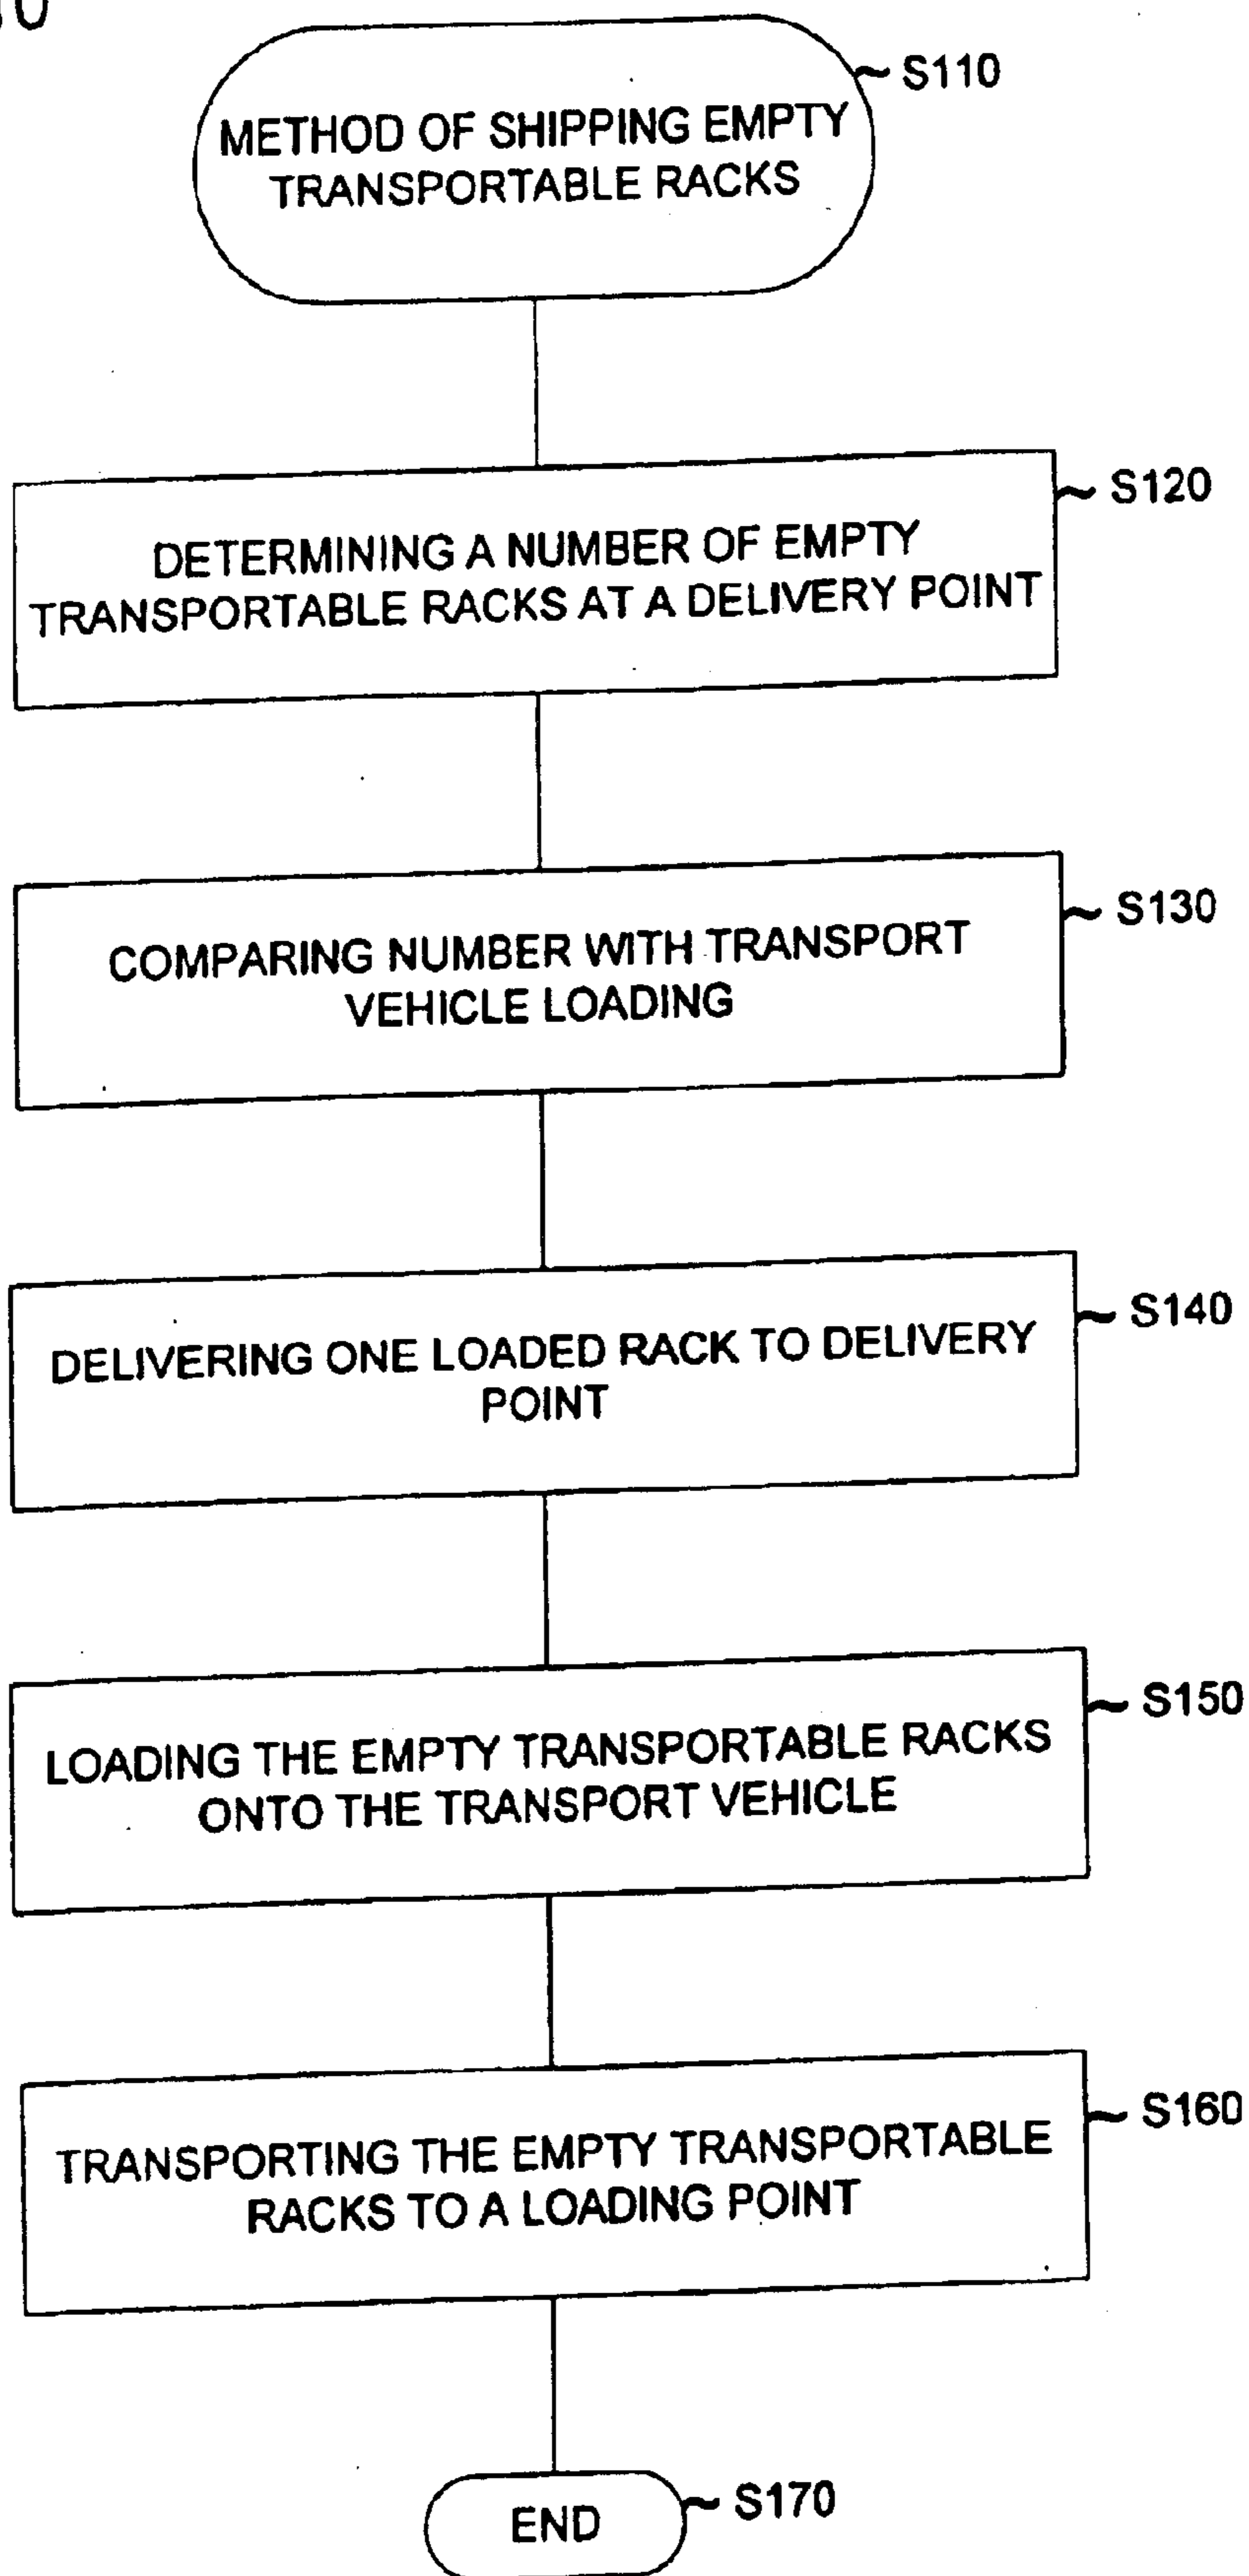 S110
METHOD OF SHIPPING EMPTY
TRANSPORTABLE RACKS
S120
DETERMINING A NUMBER OF EMPTY
TRANSPORTABLE RACKS AT A DELIVERY POINT
S130
COMPARING NUMBER WITH TRANSPORT
VEHICLE LOADING
S140
DELIVERING ONE LOADED RACK TO DELIVERY
POINT
S150
LOADING THE EMPTY TRANSPORTABLE RACKS
ONTO THE TRANSPORT VEHICLE
S160
TRANSPORTING THE EMPTY TRANSPORTABLE
RACKS TO A LOADING POINT
S170
END